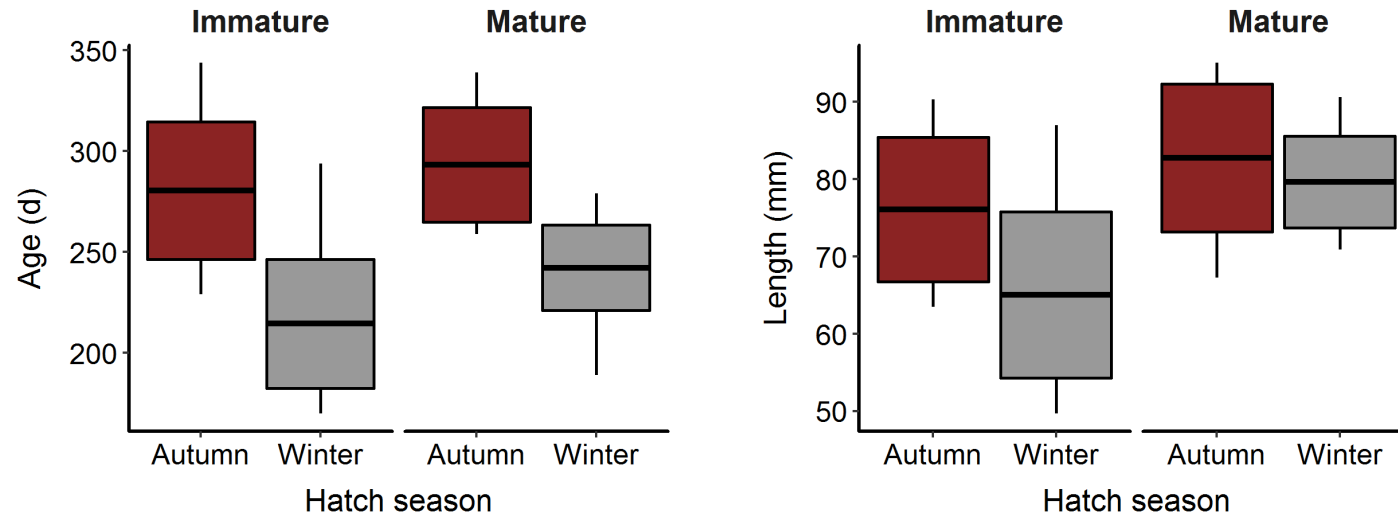 Immature Mature
350
300
250
200
Age (d)
Autumn Winter Autumn Winter
Hatch season
Immature Mature
90
80
70
60
50
Length (mm)
Autumn Winter Autumn Winter
Hatch season